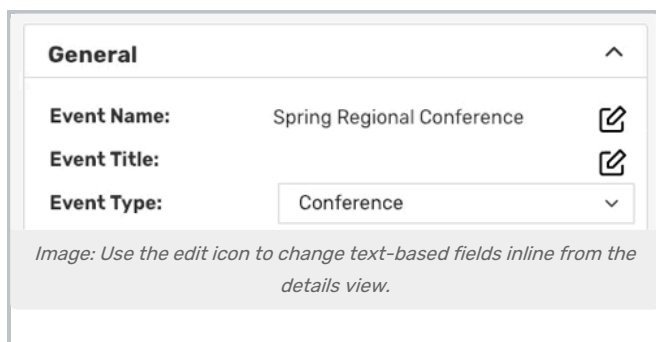 General
Event Name: Spring Regional Conference
Event Title:
Event Type: Conference
Image: Use the edit icon to change text-based fields inline from the
details view.